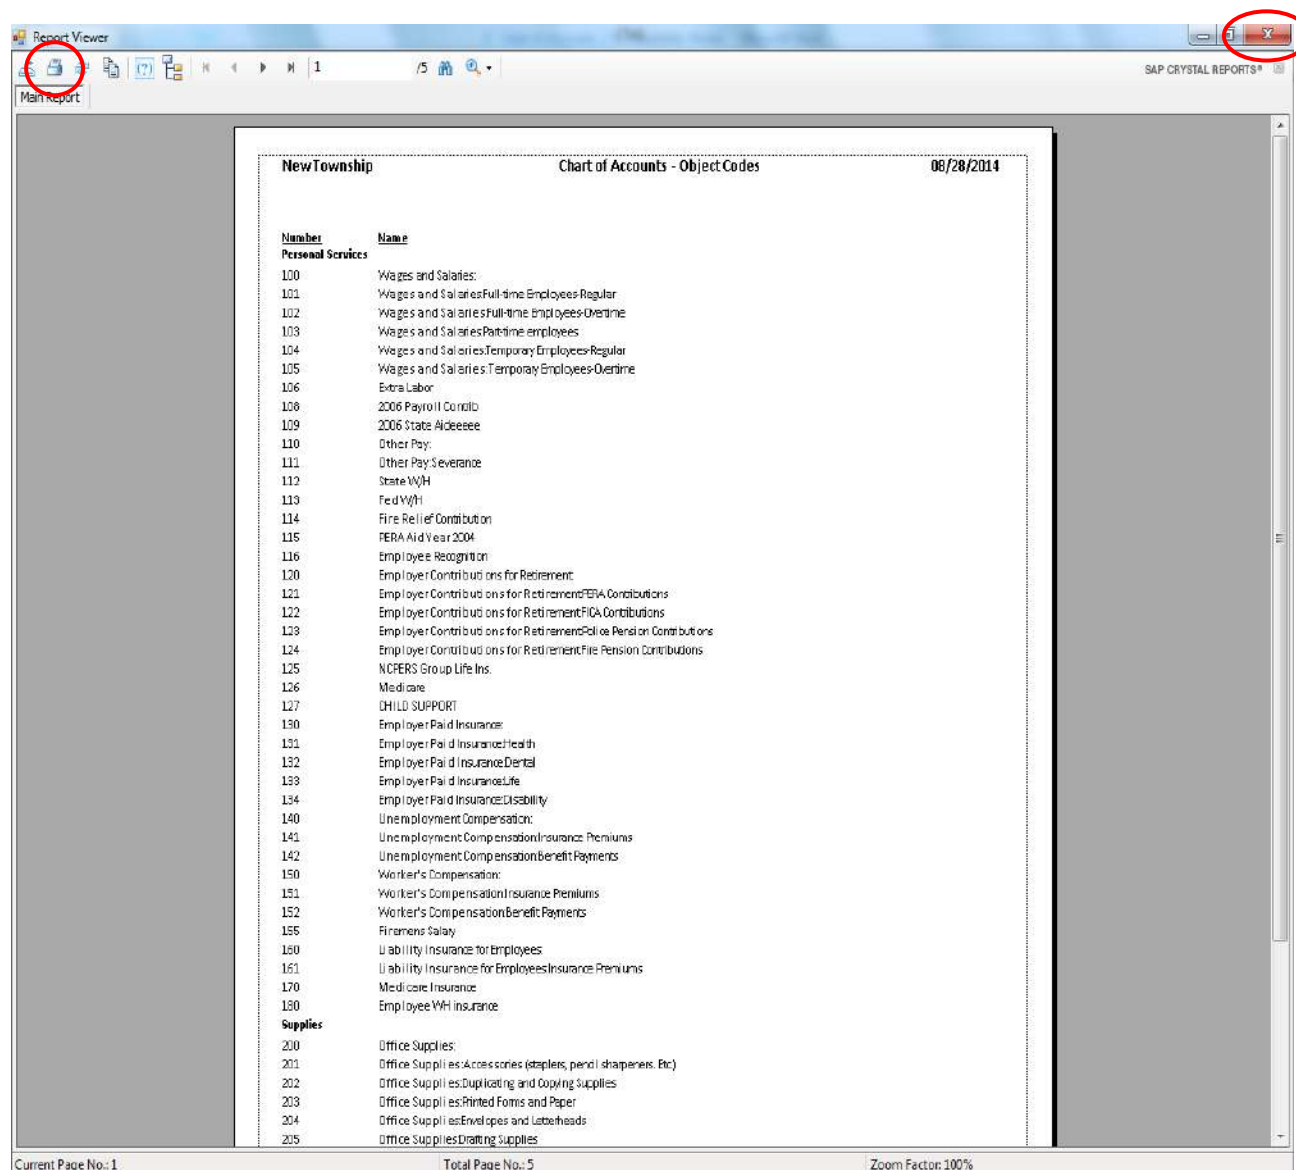 Report Viewer
1 /5 SAP CRYSTAL REPORTS®
Main Report
New Township Chart of Accounts - Object Codes 08/28/2014
Number Name
Personal Services
100 Wages and Salaries:
101 Wages and Salaries:Full-time Employees-Regular
102 Wages and Salaries:Full-time Employees-Overtime
103 Wages and Salaries:Part-time employees
104 Wages and Salaries:Temporary Employees-Regular
105 Wages and Salaries:Temporary Employees-Overtime
106 Extra Labor
108 2006 Payroll Contrib
109 2006 State Aideeeee
110 Other Pay:
111 Other Pay:Severance
112 State W/H
113 Fed W/H
114 Fire Relief Contribution
115 PERA Aid Year 2004
116 Employee Recognition
120 Employer Contributions for Retirement:
121 Employer Contributions for Retirement:PERA Contributions
122 Employer Contributions for Retirement:FICA Contributions
123 Employer Contributions for Retirement:Police Pension Contributions
124 Employer Contributions for Retirement:Fire Pension Contributions
125 NCPERS Group Life Ins.
126 Medicare
127 CHILD SUPPORT
130 Employer Paid Insurance:
131 Employer Paid Insurance:Health
132 Employer Paid Insurance:Dental
133 Employer Paid Insurance:Life
134 Employer Paid Insurance:Disability
140 Unemployment Compensation:
141 Unemployment Compensation:Insurance Premiums
142 Unemployment Compensation:Benefit Payments
150 Worker's Compensation:
151 Worker's Compensation:Insurance Premiums
152 Worker's Compensation:Benefit Payments
155 Firemens Salary
160 Liability Insurance for Employees:
161 Liability Insurance for Employees:Insurance Premiums
170 Medicare Insurance
180 Employee WH insurance
Supplies
200 Office Supplies:
201 Office Supplies:Accessories (staplers, pencil sharpeners. Etc)
202 Office Supplies:Duplicating and Copying Supplies
203 Office Supplies:Printed Forms and Paper
204 Office Supplies:Envelopes and Letterheads
205 Office Supplies:Drafting Supplies
Current Page No.: 1 Total Page No.: 5 Zoom Factor: 100%